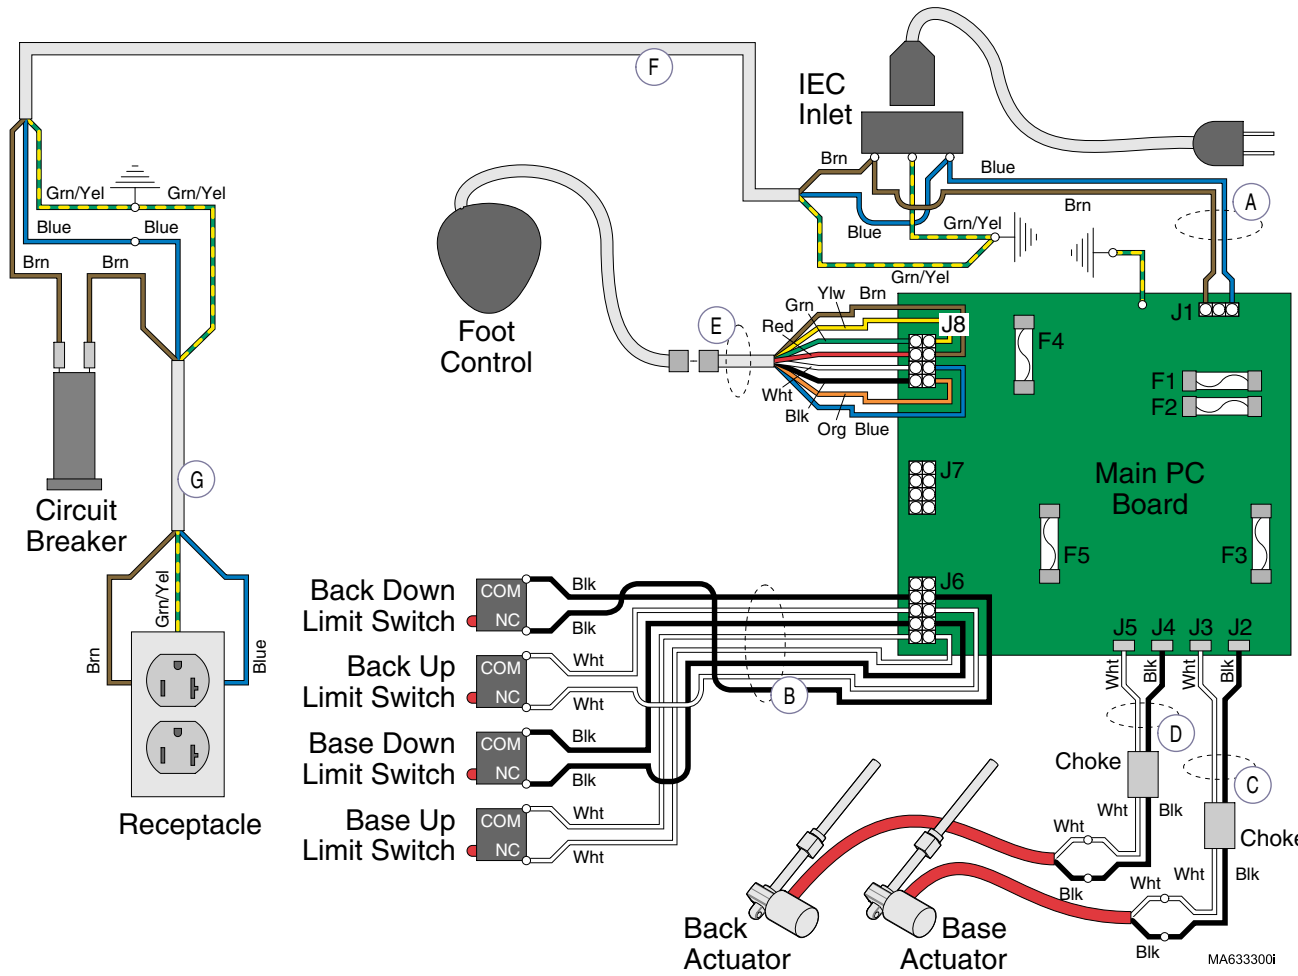 F
IEC
Inlet
Brn
Blue
Grn/Yel
Grn/Yel
Blue
Blue
Brn
Brn
Blue
Grn/Yel
Grn/Yel
Brn
A
Foot
Control
E
Grn
Ylw
Brn
Red
Wht
Blk
Org
Blue
J8
J1
F4
F1
F2
J7
Main PC
Board
F5
F3
J6
J5
J4
J3
J2
Circuit
Breaker
G
Grn/Yel
Brn
Blue
Receptacle
Back Down
Limit Switch
COM
NC
Blk
Blk
Back Up
Limit Switch
COM
NC
Wht
Wht
Base Down
Limit Switch
COM
NC
Blk
Blk
Base Up
Limit Switch
COM
NC
Wht
Wht
B
Wht
Blk
Wht
Blk
D
C
Choke
Wht
Blk
Choke
Wht
Blk
Wht
Blk
Wht
Blk
Back
Actuator
Base
Actuator
MA633300i